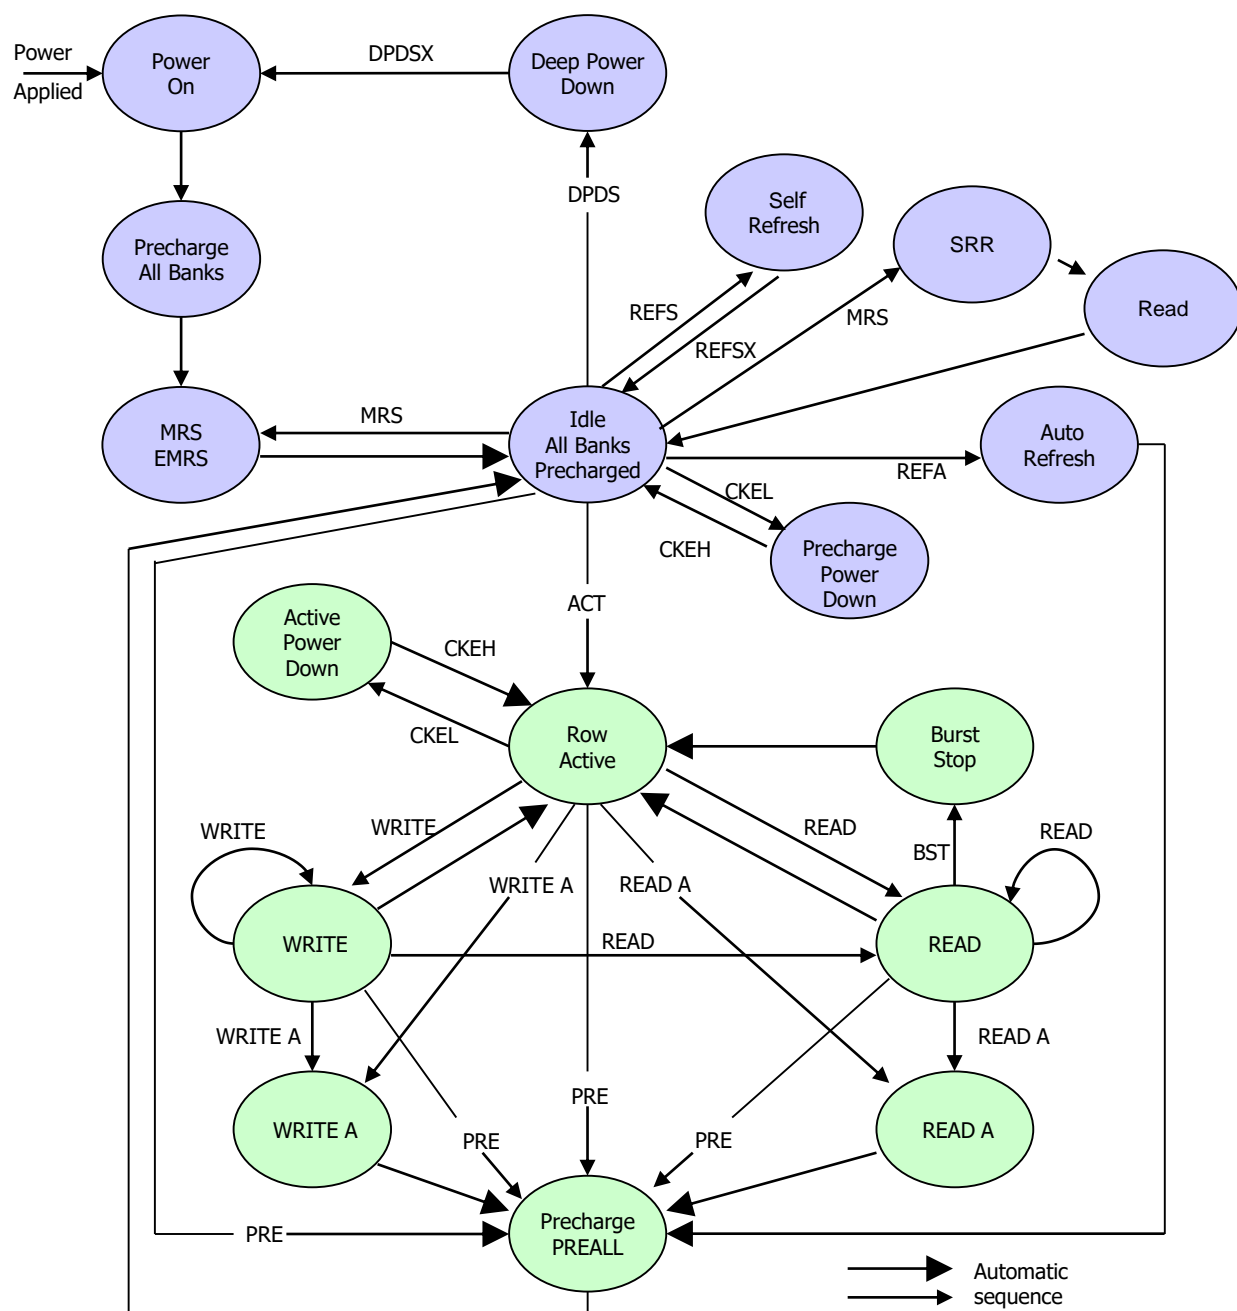 Power
Applied
Power
On
DPDSX
Deep Power
Down
DPDS
Self
Refresh
SRR
Read
Precharge
All Banks
REFS
REFSX
MRS
MRS
EMRS
MRS
Idle
All Banks
Precharged
Auto
Refresh
REFA
CKEL
CKEH
Precharge
Power
Down
ACT
Active
Power
Down
CKEH
CKEL
Row
Active
Burst
Stop
WRITE
WRITE
READ
READ
BST
WRITE A
READ A
WRITE
READ
READ
WRITE A
READ A
WRITE A
PRE
PRE
PRE
READ A
PRE
Precharge
PREALL
Automatic
sequence